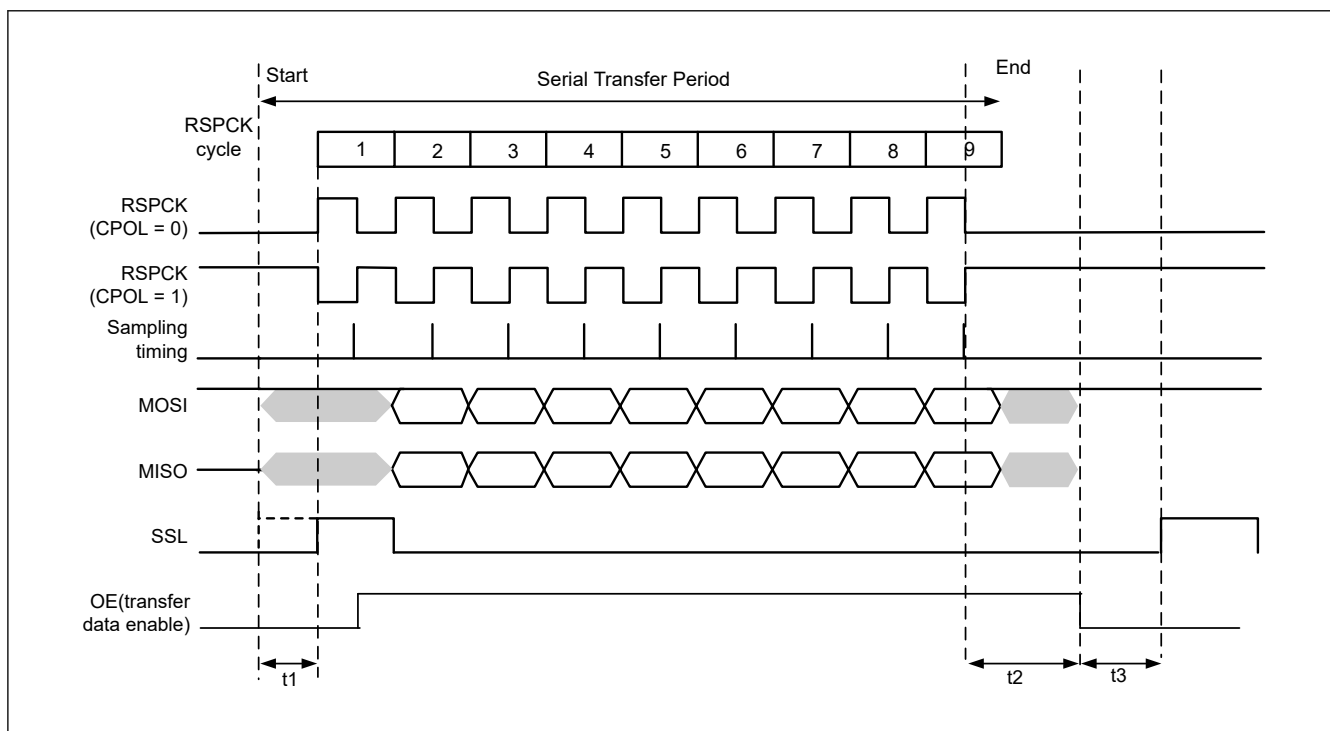 Start
Serial Transfer Period
End
RSPCK
cycle
1 2 3 4 5 6 7 8 9
RSPCK
(CPOL = 0)
RSPCK
(CPOL = 1)
Sampling
timing
MOSI
MISO
SSL
OE(transfer
data enable)
t1
t2
t3